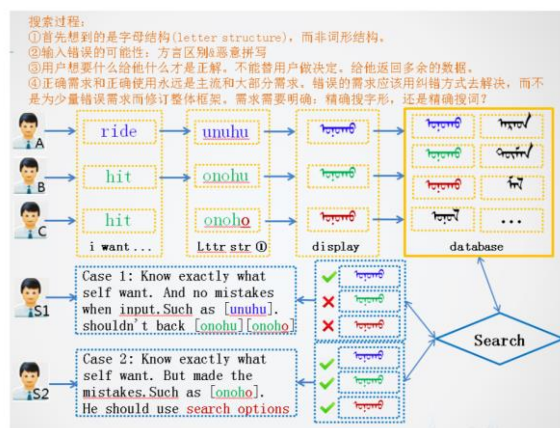 搜索过程:
①首先想到的是字母结构(letter structure), 而非词形结构。
②输入错误的可能性: 方言区别&恶意拼写
③用户想要什么给他什么才是正解。不能替用户做决定, 给他返回多余的数据。
④正确需求和正确使用永远是主流和大部分需求。错误的需求应该用纠错方式去解决, 而不
是为少量错误需求而修订整体框架。需求需要明确: 精确搜字形, 还是精确搜词?
A ride unuhu
B hit onohu
C hit onoho
...
i want... Lttr str ① display database
Case 1: Know exactly what
self want. And no mistakes
when input.Such as [unuhu].
shouldn't back [onohu][onoho]
S1
Search
Case 2: Know exactly what
self want. But made the
mistakes.Such as [onoho].
He should use search options
S2